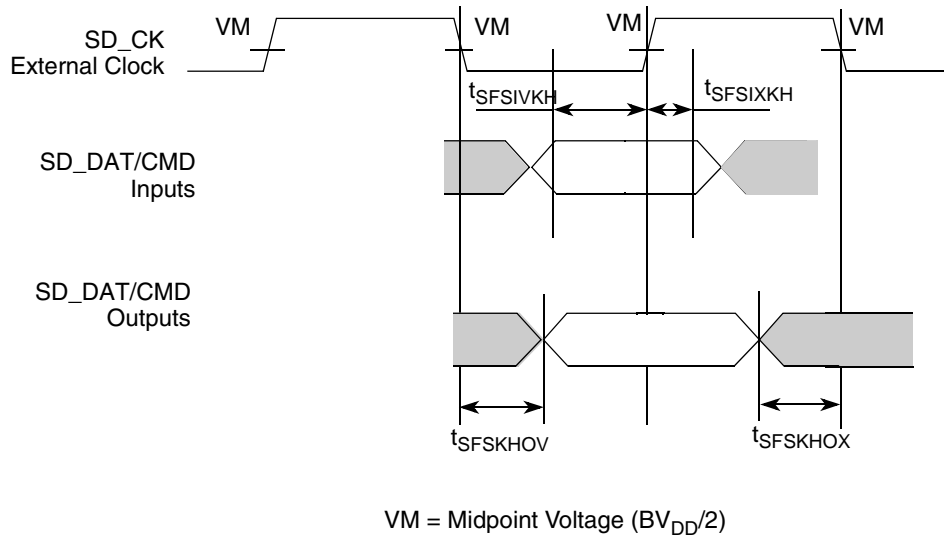 VM VM VM VM
SD_CK
External Clock
tSFSIVKH tSFSIXKH
SD_DAT/CMD
Inputs
SD_DAT/CMD
Outputs
tSFSKHOV tSFSKHOX
VM = Midpoint Voltage (BVDD/2)